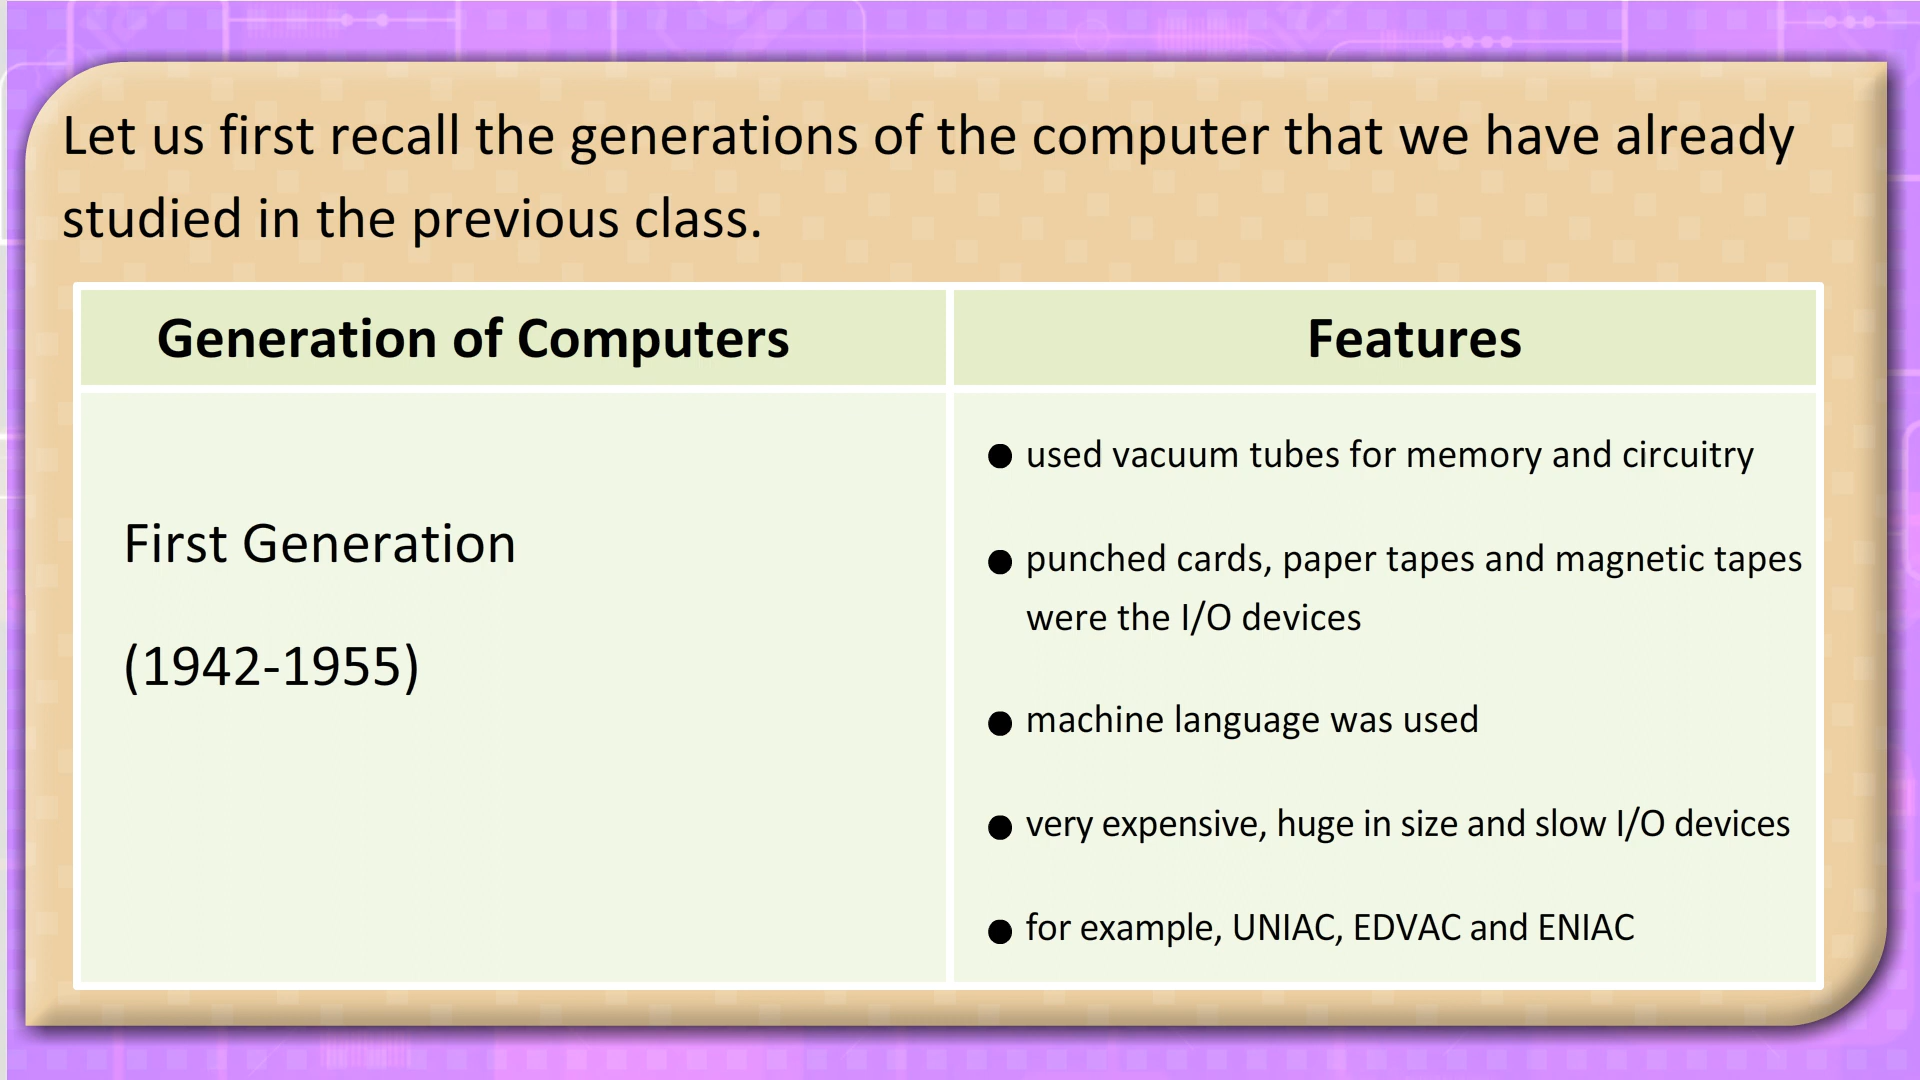 Let us first recall the generations of the computer that we have already
studied in the previous class.
Generation of Computers
Features
First Generation
(1942-1955)
● used vacuum tubes for memory and circuitry
● punched cards, paper tapes and magnetic tapes
were the I/O devices
● machine language was used
● very expensive, huge in size and slow I/O devices
● for example, UNIAC, EDVAC and ENIAC